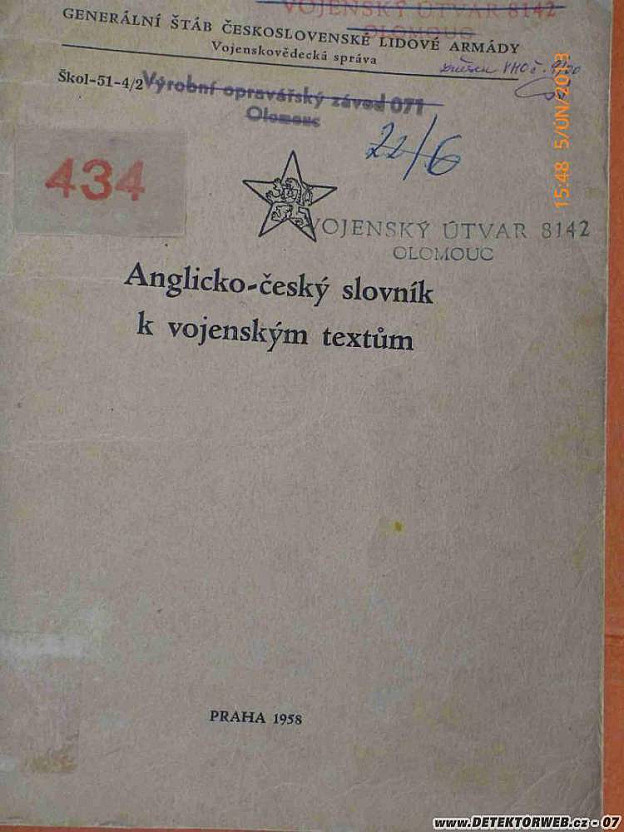 VOJENSKÝ ÚTVAR 8142
OLOMOUC
GENERÁLNÍ ŠTÁB ČESKOSLOVENSKÉ LIDOVÉ ARMÁDY
Vojenskovědecká správa
Škol-51-4/2
Výrobní opravářský závod 071
Olomouc
22/6
434
VOJENSKÝ ÚTVAR 8142
OLOMOUC
Anglicko-český slovník
k vojenským textům
PRAHA 1958
15:48 5/JUN/2013
www.DETEKTORWEB.cz - 07